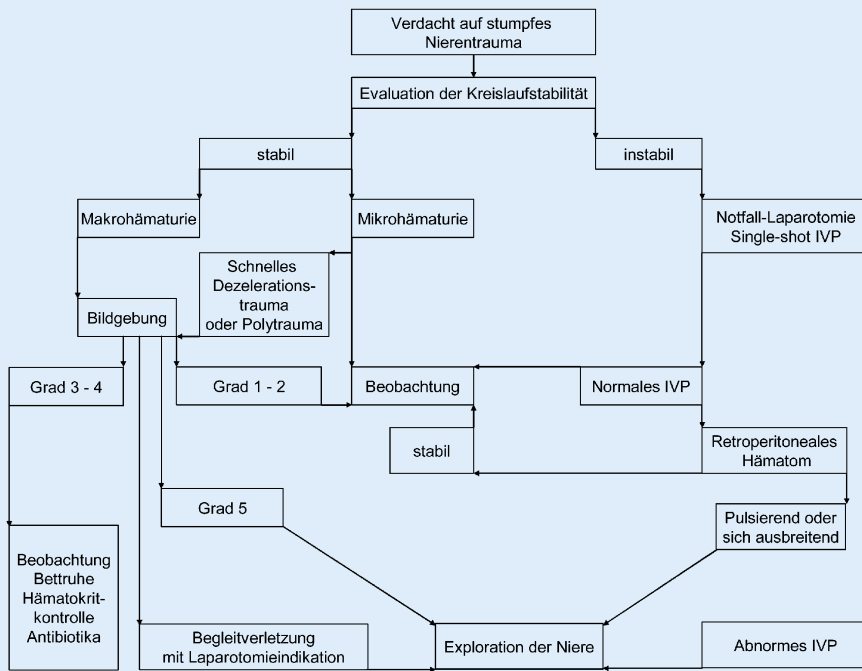 Verdacht auf stumpfes
Nierentrauma
Evaluation der Kreislaufstabilität
stabil
instabil
Makrohämaturie
Mikrohämaturie
Notfall-Laparotomie
Single-shot IVP
Schnelles
Dezelerations-
trauma
oder Polytrauma
Bildgebung
Grad 3 - 4
Grad 1 - 2
Beobachtung
Normales IVP
stabil
Retroperitoneales
Hämatom
Grad 5
Pulsierend oder
sich ausbreitend
Beobachtung
Bettruhe
Hämatokrit-
kontrolle
Antibiotika
Begleitverletzung
mit Laparotomieindikation
Exploration der Niere
Abnormes IVP